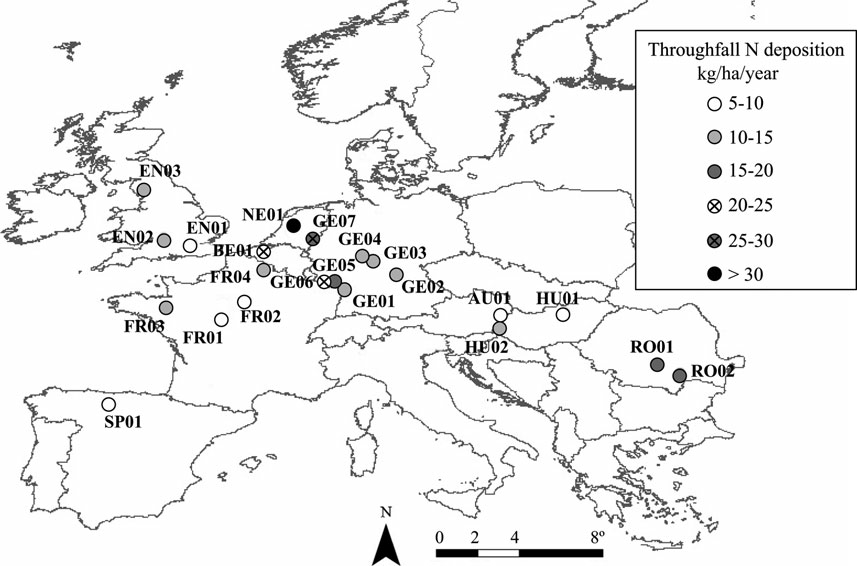 Throughfall N deposition
kg/ha/year
5-10
10-15
15-20
20-25
25-30
> 30
EN03
EN02
EN01
NE01
GE07
BE01
GE04
GE03
FR04
GE06
GE05
GE02
GE01
FR03
FR01
FR02
AU01
HU01
HU02
RO01
RO02
SP01
N
0 2 4 8º